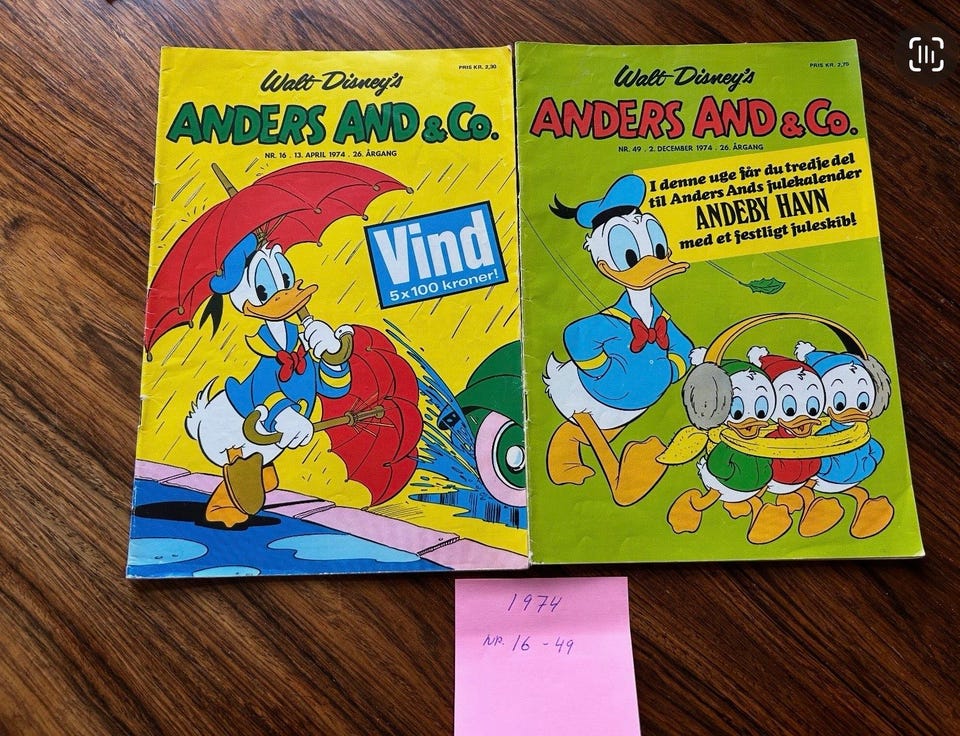 PRIS KR. 2,30
Walt Disney's
ANDERS AND & Co.
NR. 16 . 13. APRIL 1974 . 26. ÅRGANG
Vind
5x100 kroner!
PRIS KR. 2,75
Walt Disney's
ANDERS AND & Co.
NR. 49 . 2. DECEMBER 1974 . 26. ÅRGANG
I denne uge får du tredje del
til Anders Ands julekalender
ANDEBY HAVN
med et festligt juleskib!
1974
NR. 16 - 49